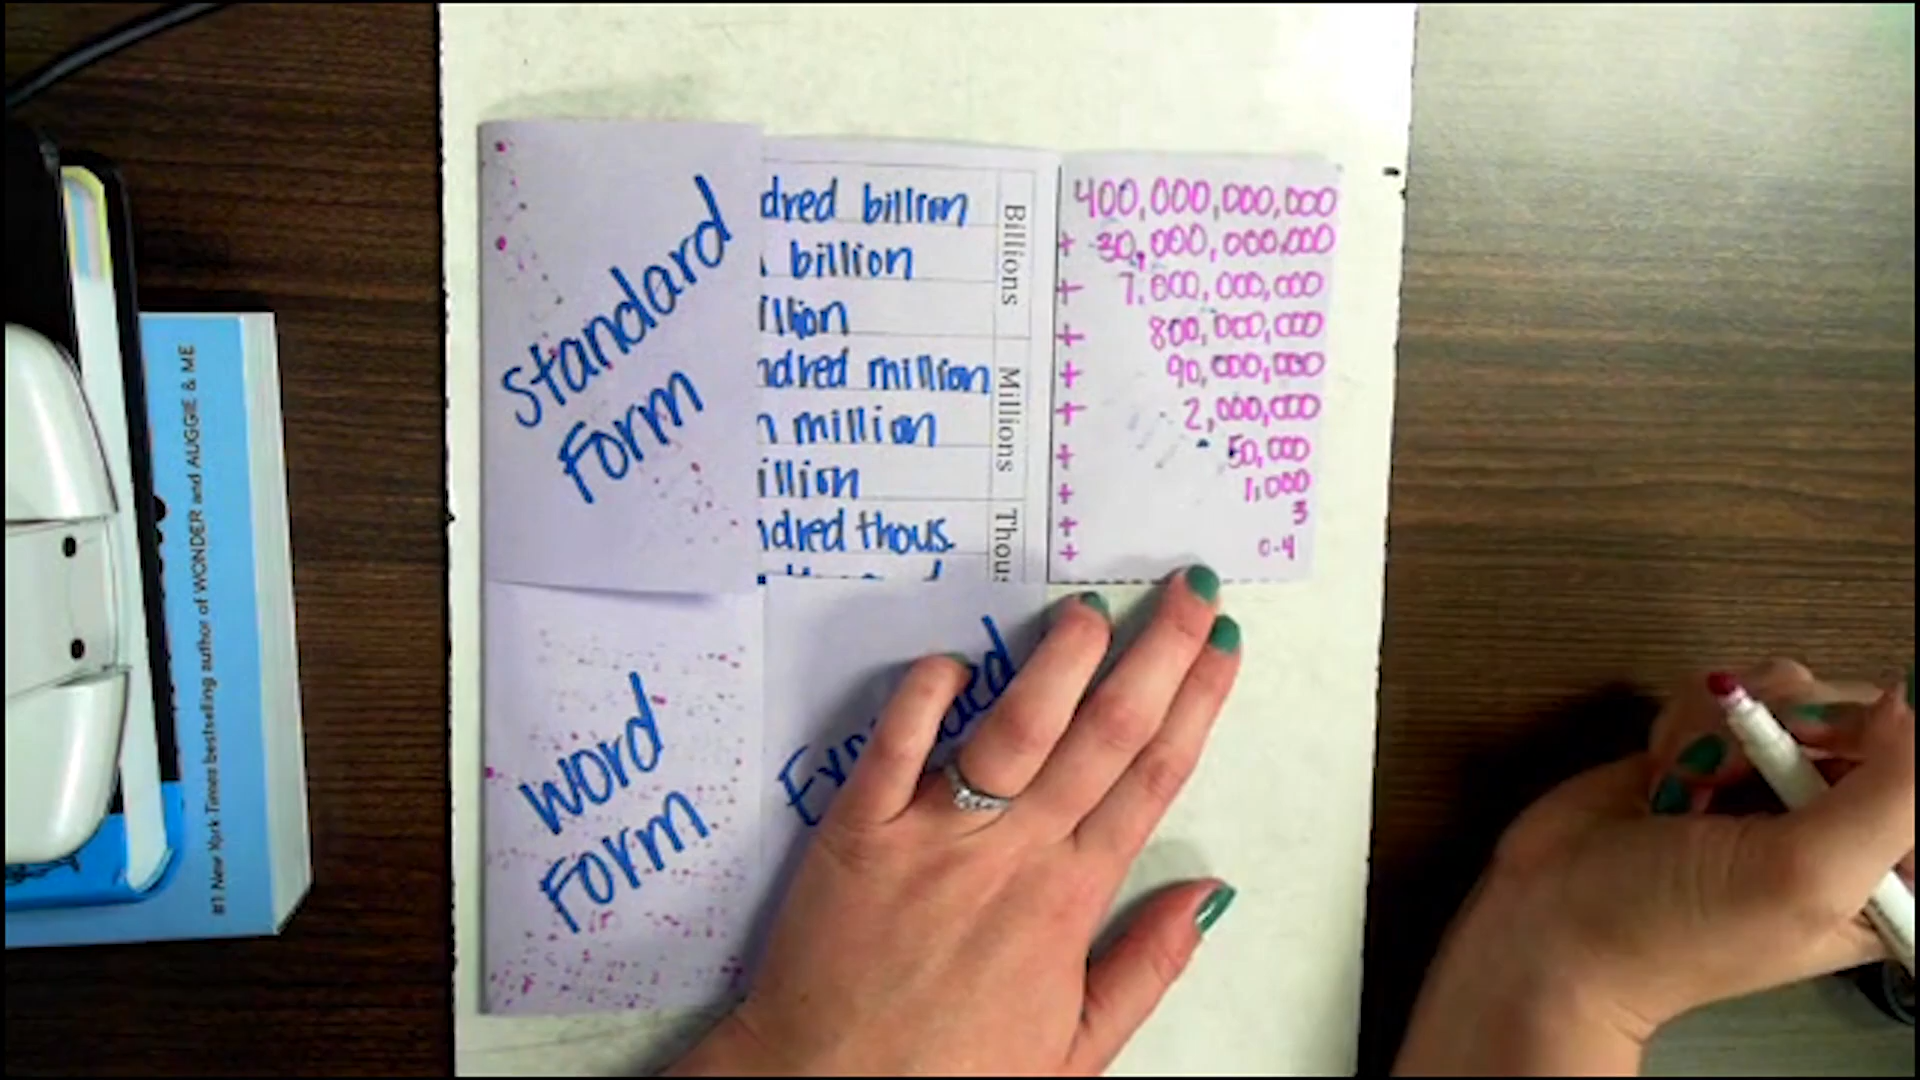 Standard
Form
dred billion
billion
illion
ndred million
n million
illion
ndred thous.
Billions
Millions
Thous
400,000,000,000
+ 30,000,000,000
+ 7,000,000,000
+ 800,000,000
+ 90,000,000
+ 2,000,000
+ 50,000
+ 1,000
+ 3
+ 0.4
Word
Form
#1 New York Times bestselling author of WONDER and AUGGIE & ME